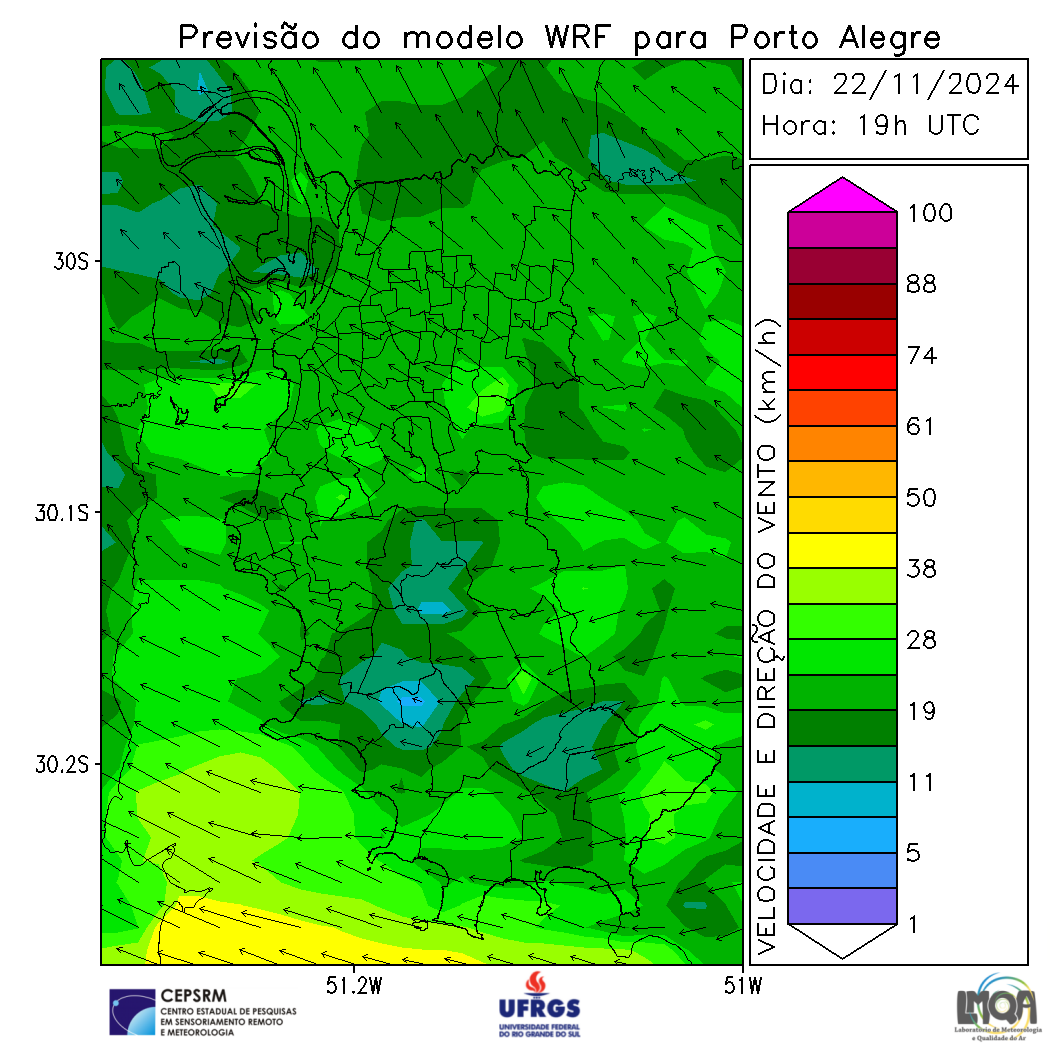 Previsão do modelo WRF para Porto Alegre
Dia: 22/11/2024
Hora: 19h UTC
30S
30.1S
30.2S
51.2W
51W
VELOCIDADE E DIREÇÃO DO VENTO (km/h)
100
88
74
61
50
38
28
19
11
5
1
CEPSRM
CENTRO ESTADUAL DE PESQUISAS
EM SENSORIAMENTO REMOTO
E METEOROLOGIA
UFRGS
UNIVERSIDADE FEDERAL
DO RIO GRANDE DO SUL
LMQA
Laboratório de Meteorologia
e Qualidade do Ar